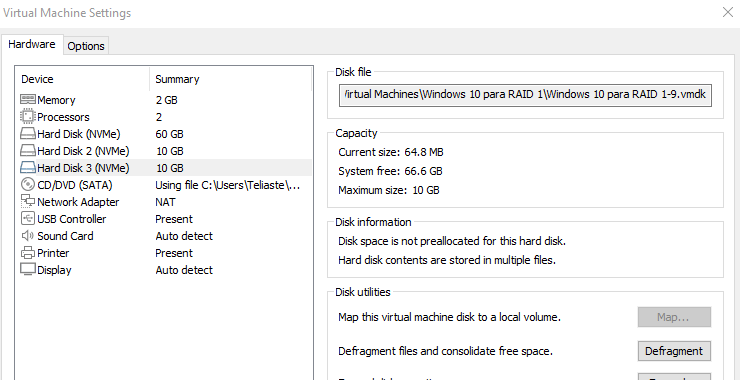 Virtual Machine Settings
Hardware Options
Device Summary
Memory 2 GB
Processors 2
Hard Disk (NVMe) 60 GB
Hard Disk 2 (NVMe) 10 GB
Hard Disk 3 (NVMe) 10 GB
CD/DVD (SATA) Using file C:\Users\Teliaste\...
Network Adapter NAT
USB Controller Present
Sound Card Auto detect
Printer Present
Display Auto detect
Disk file
Virtual Machines\Windows 10 para RAID 1\Windows 10 para RAID 1-9.vmdk
Capacity
Current size: 64.8 MB
System free: 66.6 GB
Maximum size: 10 GB
Disk information
Disk space is not preallocated for this hard disk.
Hard disk contents are stored in multiple files.
Disk utilities
Map this virtual machine disk to a local volume. Map...
Defragment files and consolidate free space. Defragment